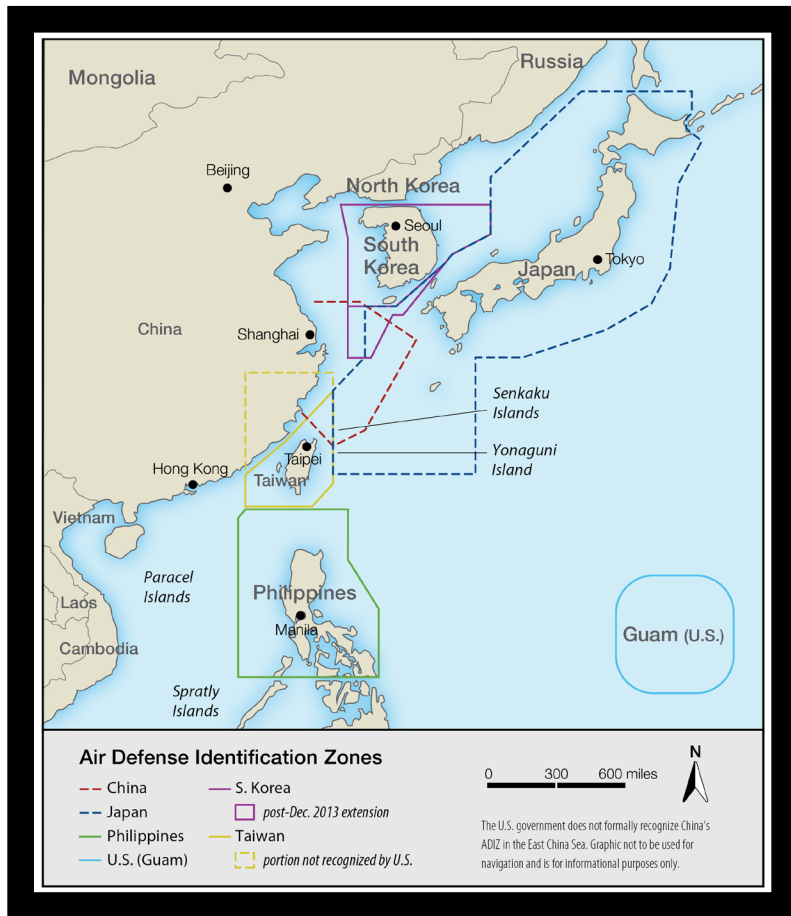 Russia
Mongolia
Beijing
North Korea
Seoul
South
Korea
Japan
Tokyo
China
Shanghai
Senkaku
Islands
Yonaguni
Island
Taipei
Taiwan
Hong Kong
Vietnam
Paracel
Islands
Philippines
Laos
Manila
Guam (U.S.)
Cambodia
Spratly
Islands
Air Defense Identification Zones
China
Japan
Philippines
U.S. (Guam)
S. Korea
post-Dec. 2013 extension
Taiwan
portion not recognized by U.S.
0 300 600 miles
N
The U.S. government does not formally recognize China's
ADIZ in the East China Sea. Graphic not to be used for
navigation and is for informational purposes only.